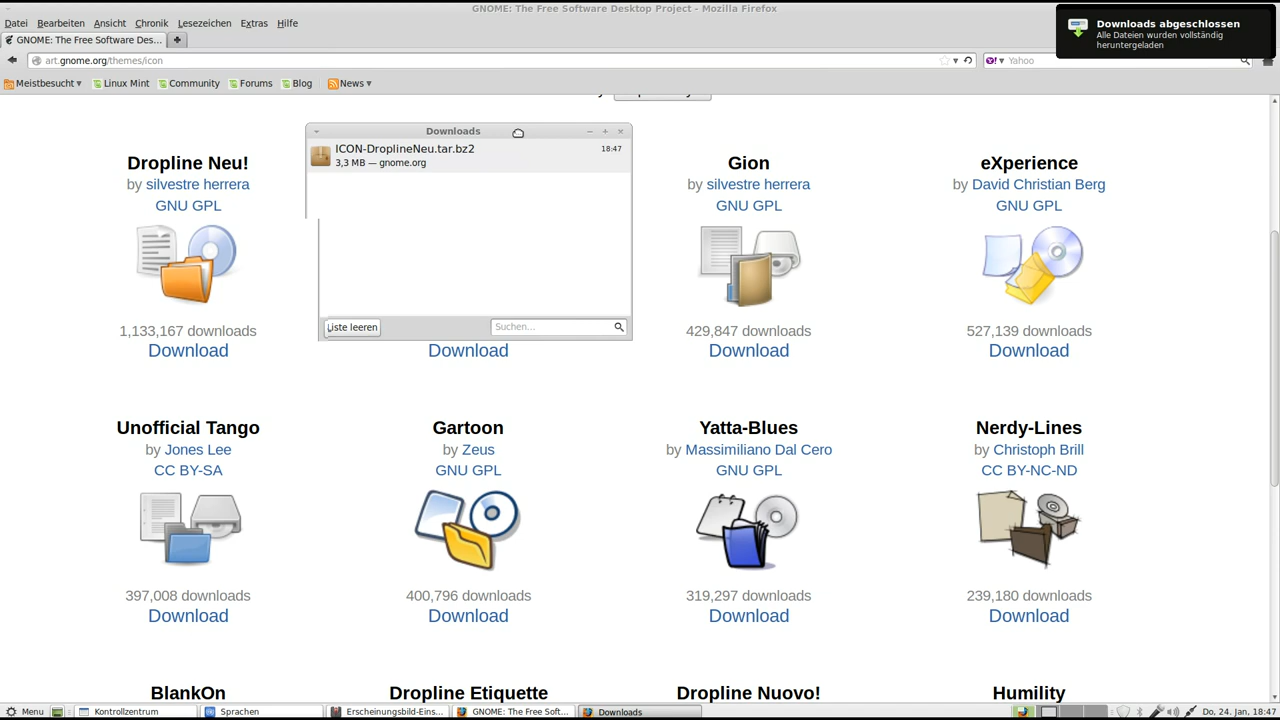 GNOME: The Free Software Desktop Project - Mozilla Firefox
Datei Bearbeiten Ansicht Chronik Lesezeichen Extras Hilfe
GNOME: The Free Software Des...
art.gnome.org/themes/icon
Yahoo
Meistbesucht Linux Mint Community Forums Blog News
Downloads abgeschlossen
Alle Dateien wurden vollständig
heruntergeladen
Downloads
ICON-DroplineNeu.tar.bz2 18:47
3,3 MB — gnome.org
Liste leeren Suchen...
Dropline Neu! Gion eXperience
by silvestre herrera by silvestre herrera by David Christian Berg
GNU GPL GNU GPL GNU GPL
1,133,167 downloads 429,847 downloads 527,139 downloads
Download Download Download Download
Unofficial Tango Gartoon Yatta-Blues Nerdy-Lines
by Jones Lee by Zeus by Massimiliano Dal Cero by Christoph Brill
CC BY-SA GNU GPL GNU GPL CC BY-NC-ND
397,008 downloads 400,796 downloads 319,297 downloads 239,180 downloads
Download Download Download Download
BlankOn Dropline Etiquette Dropline Nuovo! Humility
Menu Kontrollzentrum Sprachen Erscheinungsbild-Eins... GNOME: The Free Soft... Downloads Do, 24. Jan, 18:47